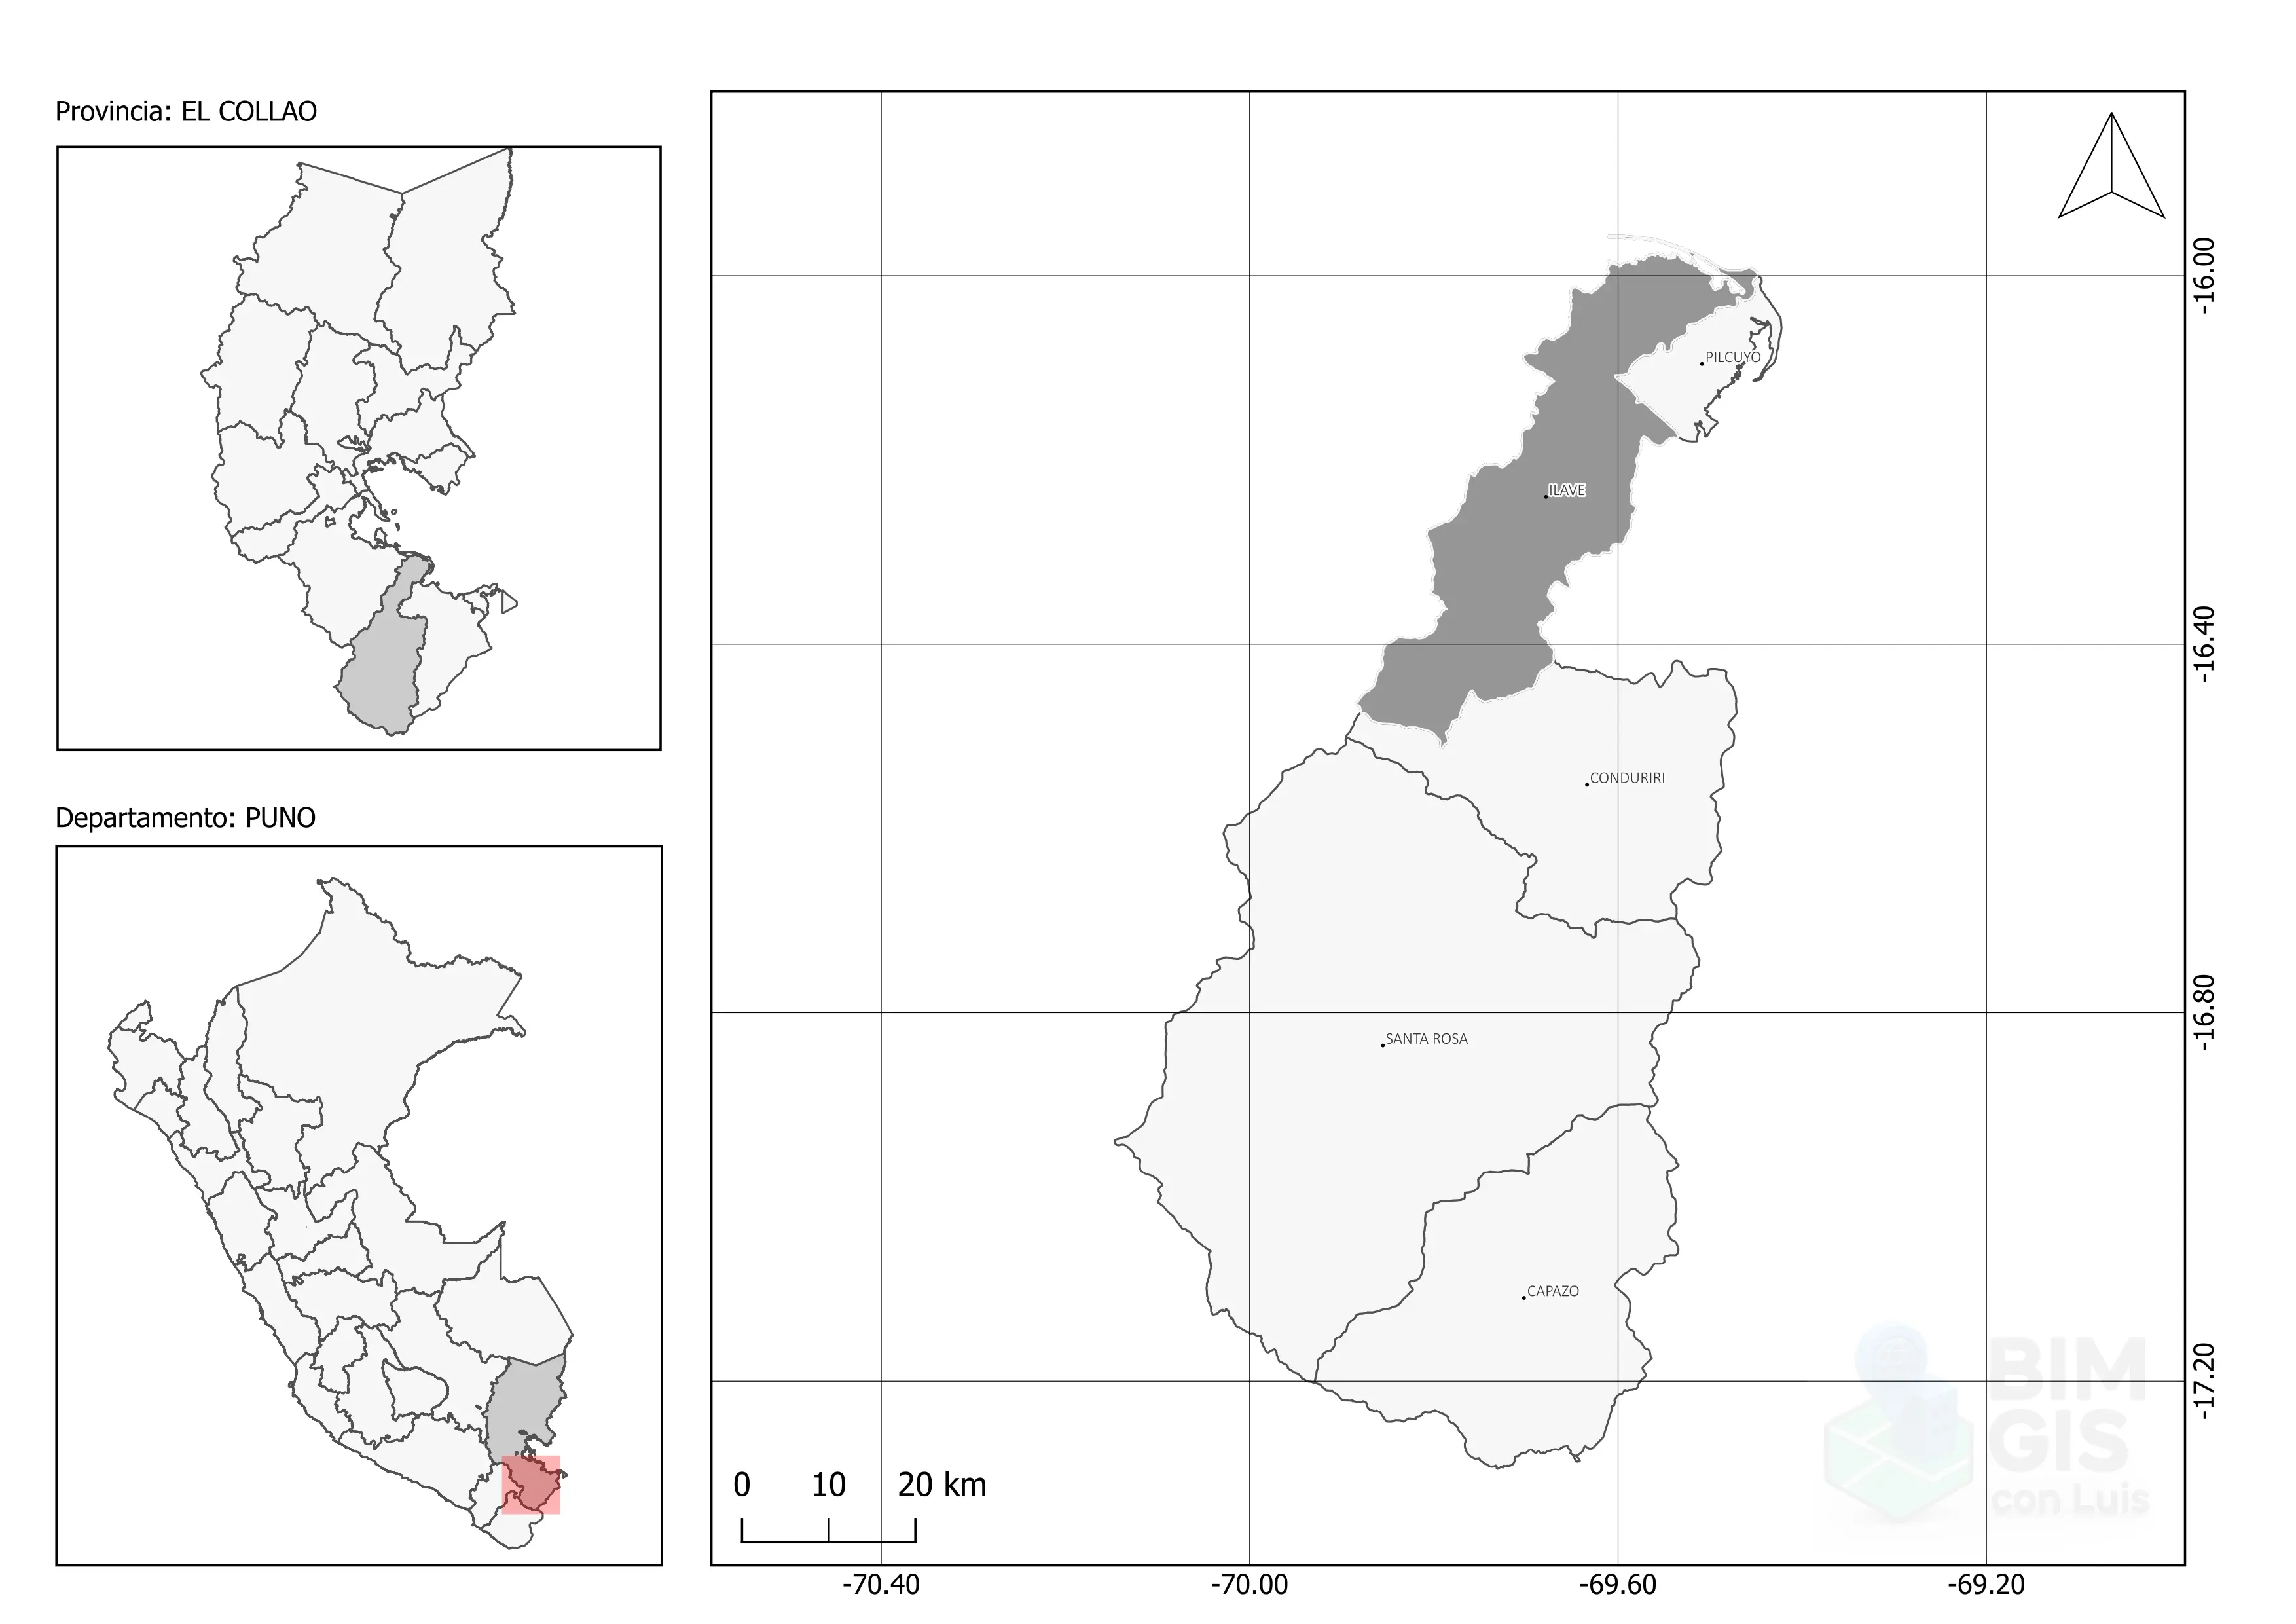 Provincia: EL COLLAO
Departamento: PUNO
PILCUYO
ILAVE
CONDURIRI
SANTA ROSA
CAPAZO
-16.00
-16.40
-16.80
-17.20
0 10 20 km
-70.40 -70.00 -69.60 -69.20
BIM
GIS
con Luis